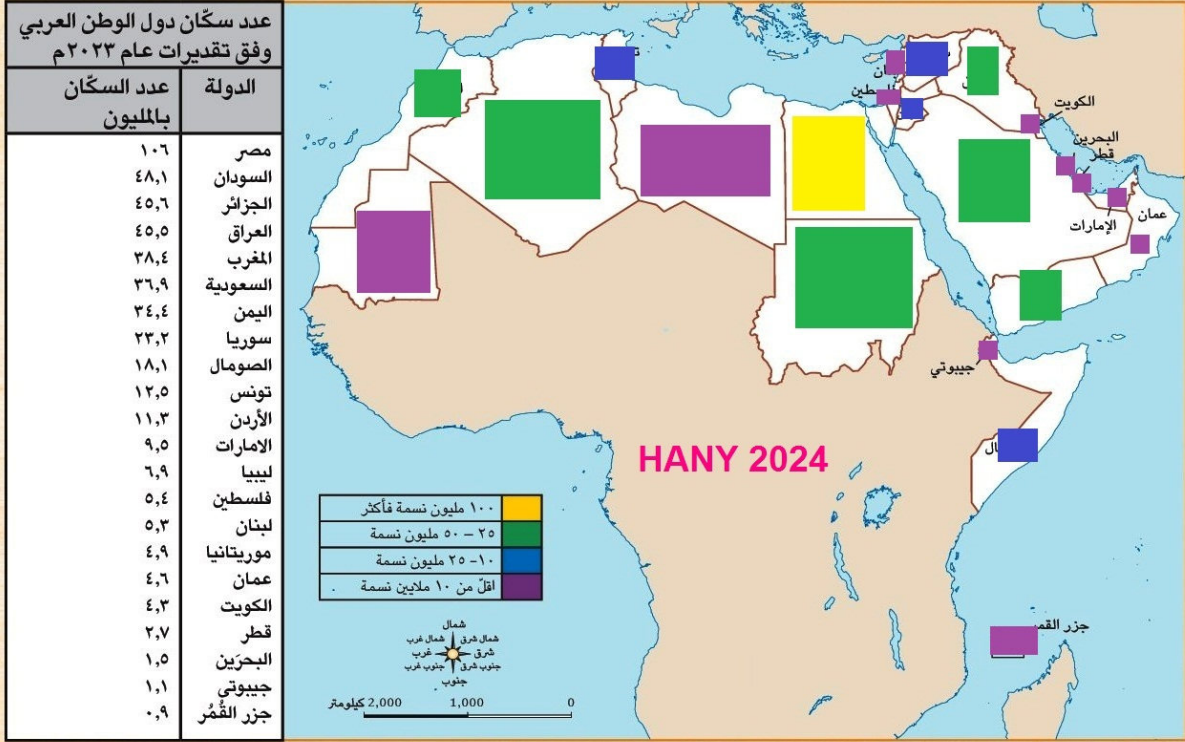 عدد سكّان دول الوطن العربي
وفق تقديرات عام ٢٠٢٣م
الدولة عدد السكّان بالمليون
مصر ١٠٦
السودان ٤٨,١
الجزائر ٤٥,٦
العراق ٤٥,٥
المغرب ٣٨,٤
السعودية ٣٦,٩
اليمن ٣٤,٤
سوريا ٢٣,٢
الصومال ١٨,١
تونس ١٢,٥
الأردن ١١,٣
الامارات ٩,٥
ليبيا ٦,٩
فلسطين ٥,٤
لبنان ٥,٣
موريتانيا ٤,٩
عمان ٤,٦
الكويت ٤,٣
قطر ٢,٧
البحرَين ١,٥
جيبوتي ١,١
جزر القُمُر ٠,٩
الكويت
البحرين
قطر
عمان
الإمارات
جيبوتي
HANY 2024
١٠٠ مليون نسمة فأكثر
٢٥ – ٥٠ مليون نسمة
١٠- ٢٥ مليون نسمة
اقلّ من ١٠ ملايين نسمة .
شمال
شمال غرب شمال شرق
غرب شرق
جنوب غرب جنوب شرق
جنوب
2,000 كيلومتر 1,000 0
جزر القمر